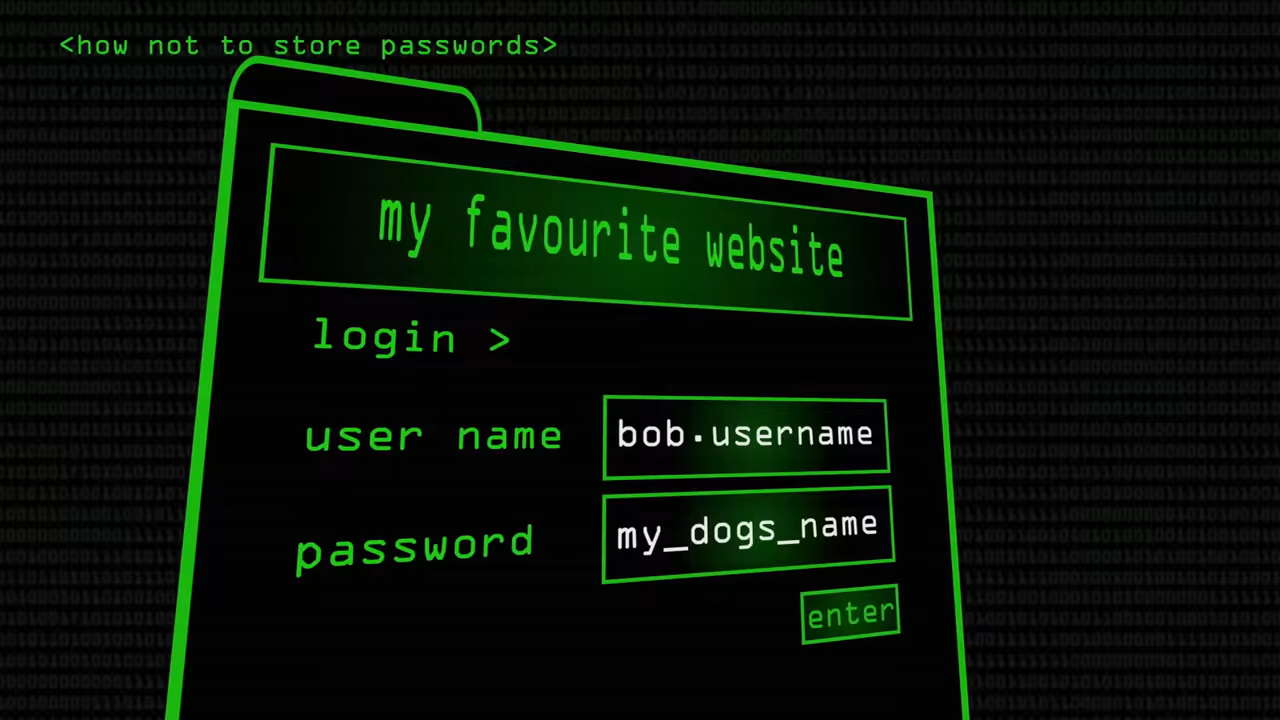 <how not to store passwords>
my favourite website
login >
user name bob.username
password my_dogs_name
enter